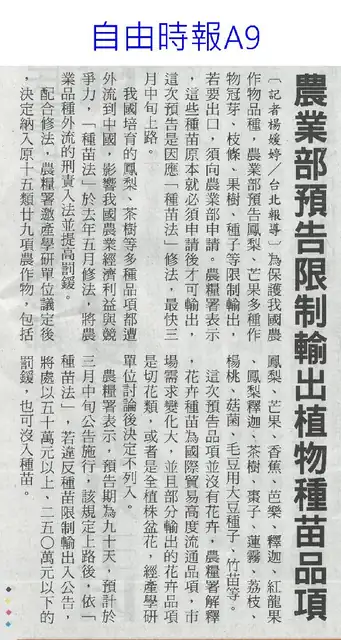 自由時報A9
農業部預告限制輸出植物種苗品項
〔記者楊媛婷/台北報導〕為保護我國農
作物品種,農業部預告鳳梨、芒果多種作
物冠芽、枝條、果樹、種子等限制輸出,
若要出口,須向農業部申請。農糧署表示
,這些種苗原本就必須申請後才可輸出,
這次預告是因應「種苗法」修法,最快三
月中旬上路。
我國培育的鳳梨、茶樹等多種品項都遭
外流到中國,影響我國農業經濟利益與競
爭力,「種苗法」於去年五月修法,將農
業品種外流的刑責入法並提高罰鍰。
配合修法,農糧署邀產學研單位議定後
,決定納入原十五類廿九項農作物,包括
鳳梨、芒果、香蕉、芭樂、釋迦、紅龍果
、鳳梨釋迦、茶樹、棗子、蓮霧、荔枝、
楊桃、菇菌、毛豆用大豆種子、竹苗等。
這次預告品項並沒有花卉,農糧署解釋
,花卉種苗為國際貿易高度流通品項,市
場需求變化大,並且部分輸出的花卉品項
是切花類,或者是全植株盆花,經產學研
單位討論後決定不列入。
農糧署表示,預告期為九十天,預計於
三月中旬公告施行,該規定上路後,依「
種苗法」,若違反種苗限制輸出入公告,
將處以五十萬元以上、二五〇萬元以下的
罰鍰,也可沒入種苗。